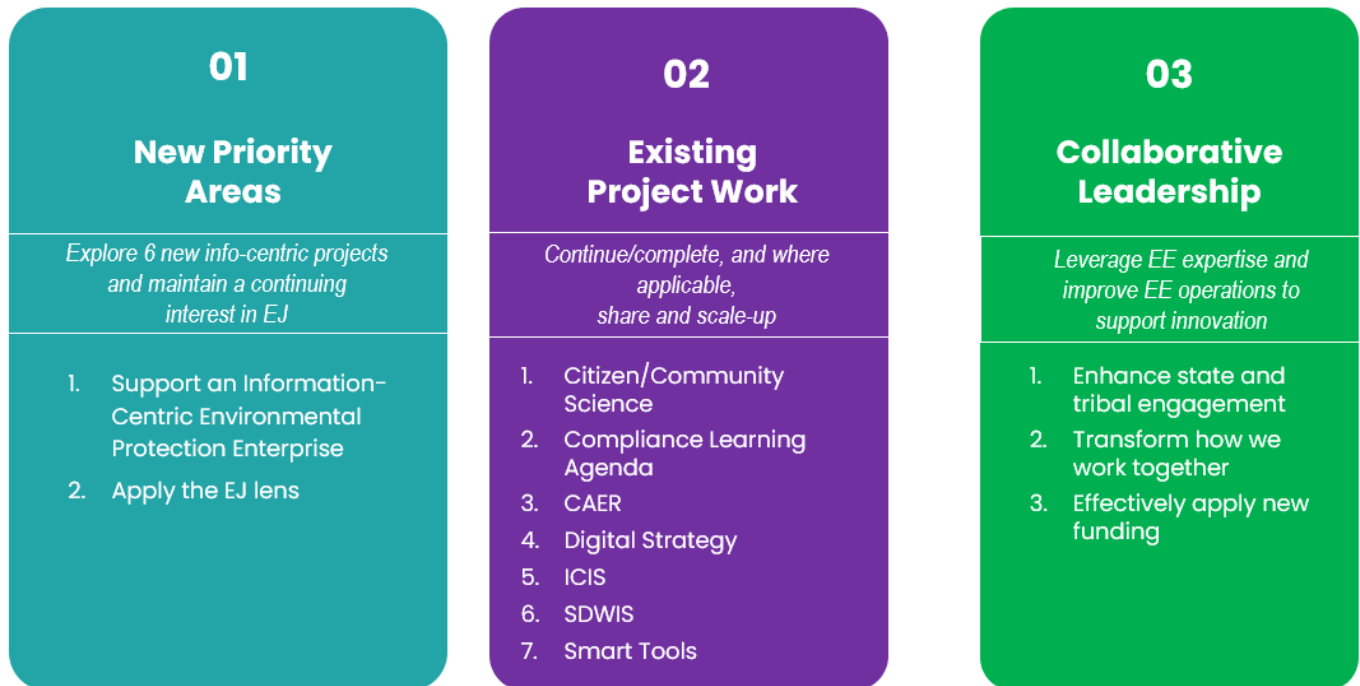 01
New Priority
Areas
Explore 6 new info-centric projects
and maintain a continuing
interest in EJ
1. Support an Information-
Centric Environmental
Protection Enterprise
2. Apply the EJ lens
02
Existing
Project Work
Continue/complete, and where
applicable,
share and scale-up
1. Citizen/Community
Science
2. Compliance Learning
Agenda
3. CAER
4. Digital Strategy
5. ICIS
6. SDWIS
7. Smart Tools
03
Collaborative
Leadership
Leverage EE expertise and
improve EE operations to
support innovation
1. Enhance state and
tribal engagement
2. Transform how we
work together
3. Effectively apply new
funding